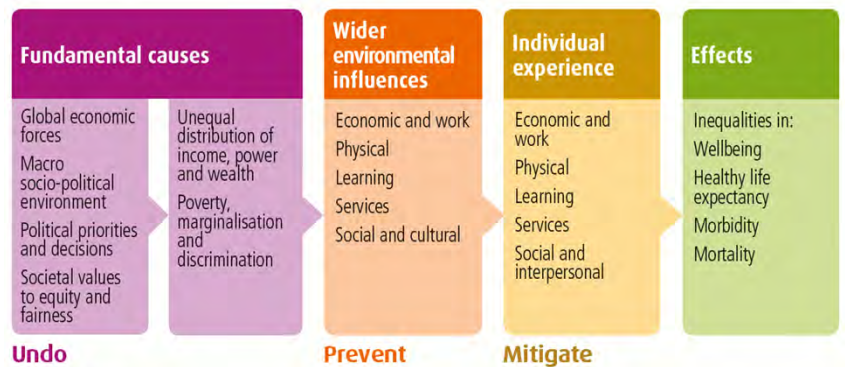 Fundamental causes
Global economic
forces
Macro
socio-political
environment
Political priorities
and decisions
Societal values
to equity and
fairness
Unequal
distribution of
income, power
and wealth
Poverty,
marginalisation
and
discrimination
Undo
Wider
environmental
influences
Economic and work
Physical
Learning
Services
Social and cultural
Prevent
Individual
experience
Economic and
work
Physical
Learning
Services
Social and
interpersonal
Mitigate
Effects
Inequalities in:
Wellbeing
Healthy life
expectancy
Morbidity
Mortality